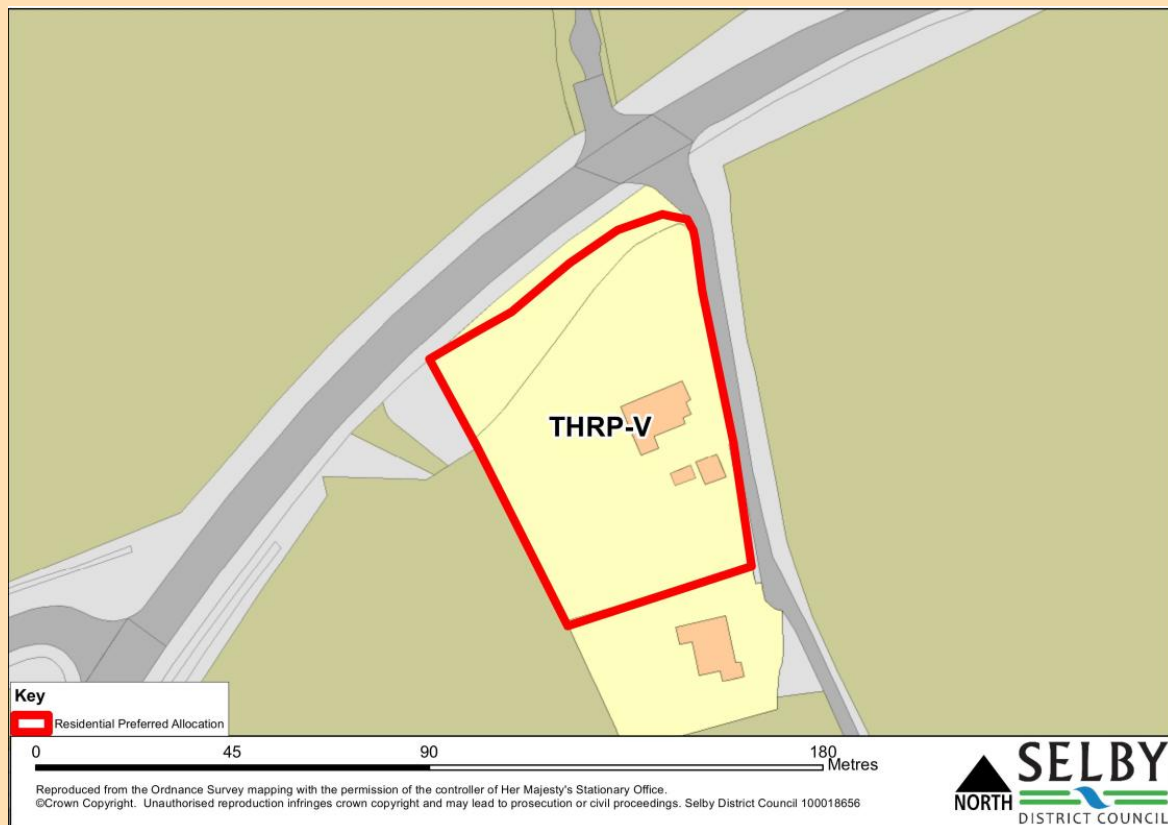 THRP-V
Key
Residential Preferred Allocation
0 45 90 180
Metres
Reproduced from the Ordnance Survey mapping with the permission of the controller of Her Majesty's Stationary Office.
©Crown Copyright. Unauthorised reproduction infringes crown copyright and may lead to prosecution or civil proceedings. Selby District Council 100018656
NORTH
SELBY
DISTRICT COUNCIL